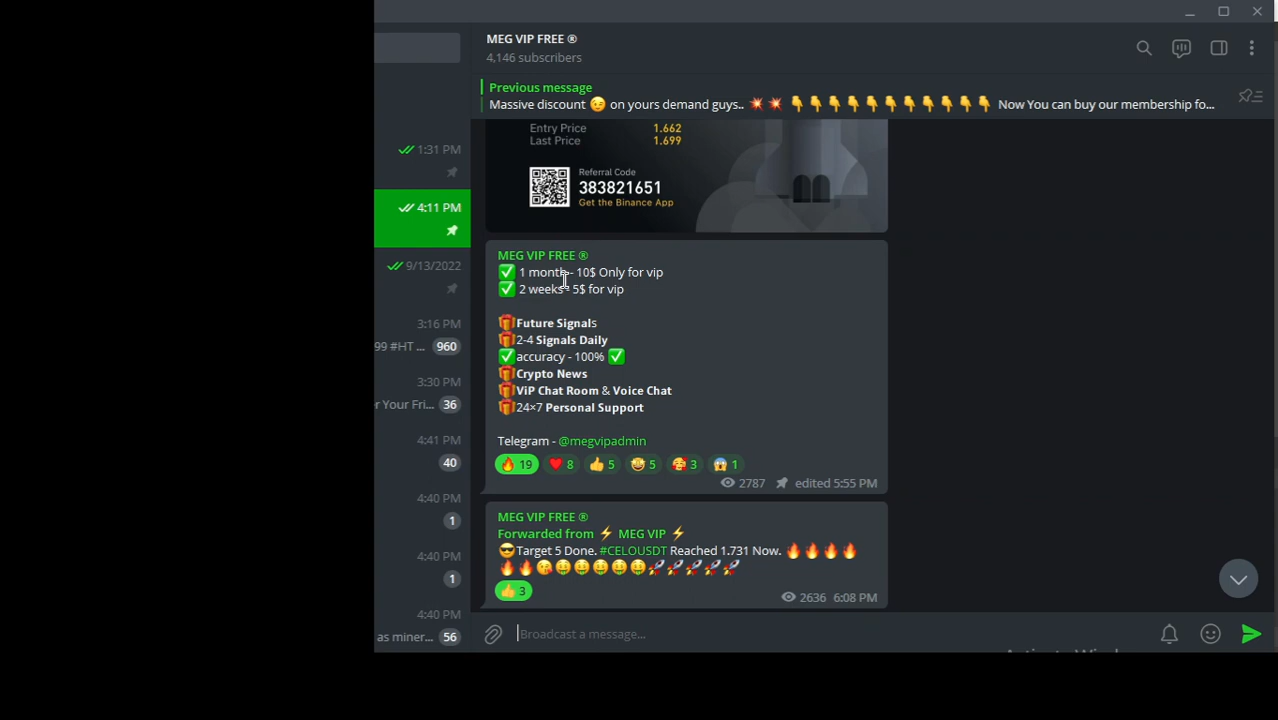 MEG VIP FREE ®
4,146 subscribers
Previous message
Massive discount 😉 on yours demand guys.. 💥 💥 👇👇👇👇👇👇👇👇👇👇👇 Now You can buy our membership fo...
1:31 PM
4:11 PM
9/13/2022
3:16 PM
99 #HT ... 960
3:30 PM
r Your Fri... 36
4:41 PM
40
4:40 PM
1
4:40 PM
1
4:40 PM
as miner... 56
Entry Price 1.662
Last Price 1.699
Referral Code
383821651
Get the Binance App
MEG VIP FREE ®
✅ 1 month - 10$ Only for vip
✅ 2 weeks - 5$ for vip
🎁Future Signals
🎁2-4 Signals Daily
✅accuracy - 100% ✅
🎁Crypto News
🎁ViP Chat Room & Voice Chat
🎁24×7 Personal Support
Telegram - @megvipadmin
🔥 19 ❤️ 8 👍 5 🤩 5 🥰 3 😱 1
2787 edited 5:55 PM
MEG VIP FREE ®
Forwarded from ⚡ MEG VIP ⚡
😎Target 5 Done. #CELOUSDT Reached 1.731 Now. 🔥🔥🔥🔥
🔥🔥😘🤑🤑🤑🤑🤑🚀🚀🚀🚀🚀
👍 3
2636 6:08 PM
Broadcast a message...